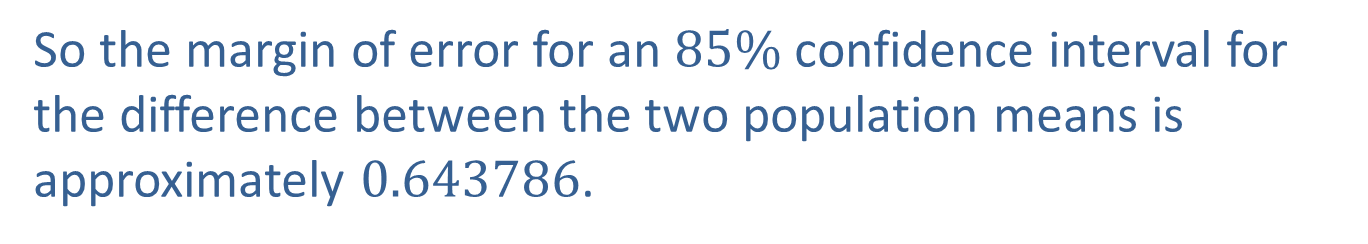 So the margin of error for an 85% confidence interval for
the difference between the two population means is
approximately 0.643786.